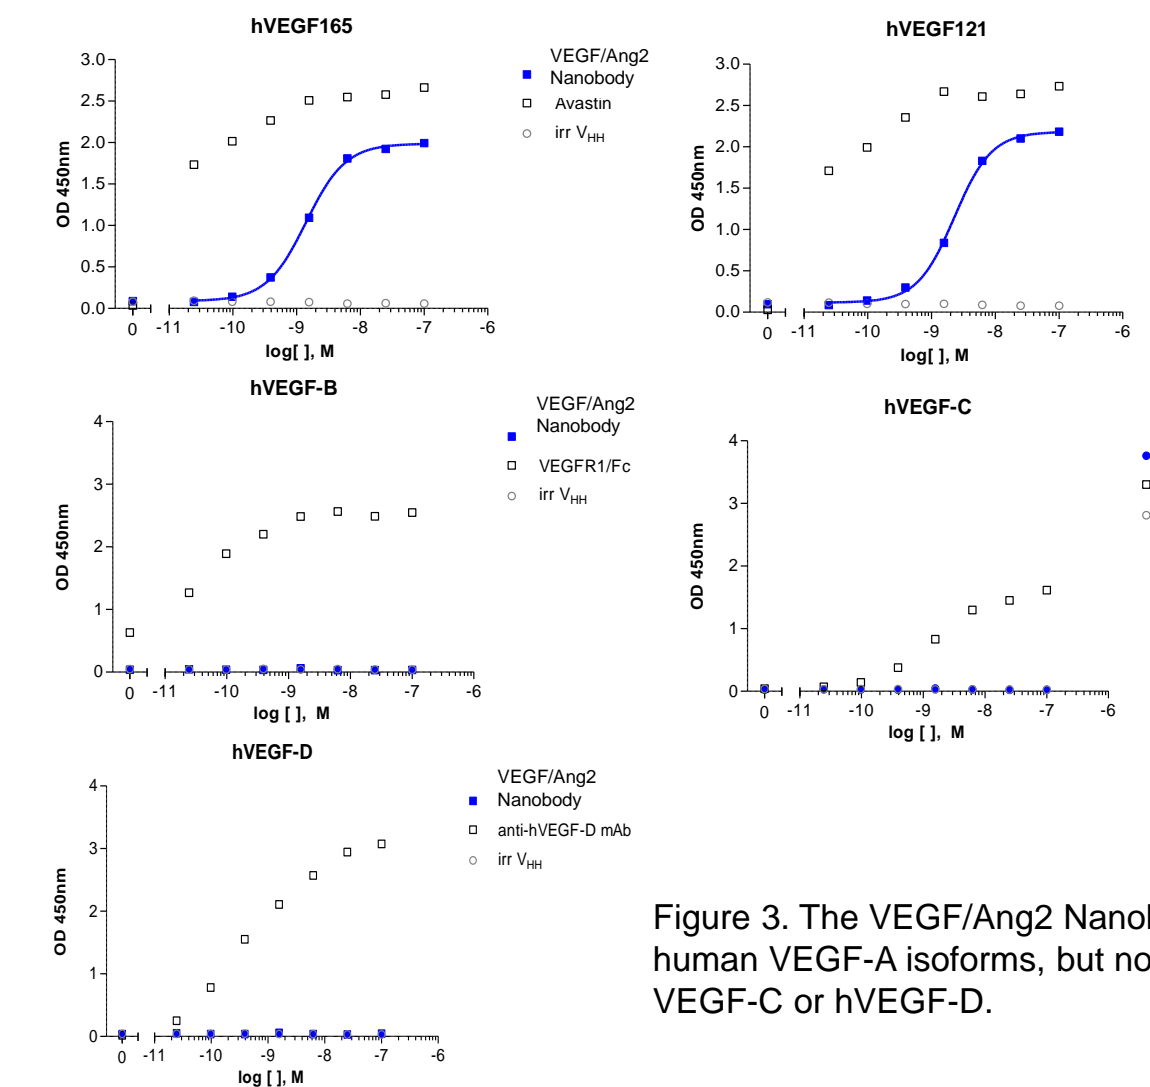 hVEGF165
3.0
2.5
2.0
1.5
1.0
0.5
0.0
OD 450nm
0 -11 -10 -9 -8 -7 -6
log[ ], M
VEGF/Ang2
Nanobody
Avastin
irr VHH
hVEGF121
3.0
2.5
2.0
1.5
1.0
0.5
0.0
OD 450nm
0 -11 -10 -9 -8 -7 -6
log[ ], M
hVEGF-B
4
3
2
1
0
OD 450nm
0 -11 -10 -9 -8 -7 -6
log [ ], M
VEGF/Ang2
Nanobody
VEGFR1/Fc
irr VHH
hVEGF-C
4
3
2
1
0
OD 450nm
0 -11 -10 -9 -8 -7 -6
log [ ], M
hVEGF-D
4
3
2
1
0
OD 450nm
0 -11 -10 -9 -8 -7 -6
log [ ], M
VEGF/Ang2
Nanobody
anti-hVEGF-D mAb
irr VHH
Figure 3. The VEGF/Ang2
human VEGF-A isoforms, but
VEGF-C or hVEGF-D.